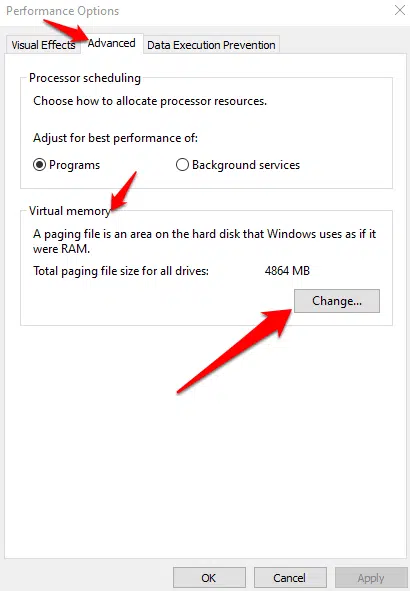 Performance Options
Visual Effects Advanced Data Execution Prevention
Processor scheduling
Choose how to allocate processor resources.
Adjust for best performance of:
Programs Background services
Virtual memory
A paging file is an area on the hard disk that Windows uses as if it
were RAM.
Total paging file size for all drives: 4864 MB
Change...
OK Cancel Apply